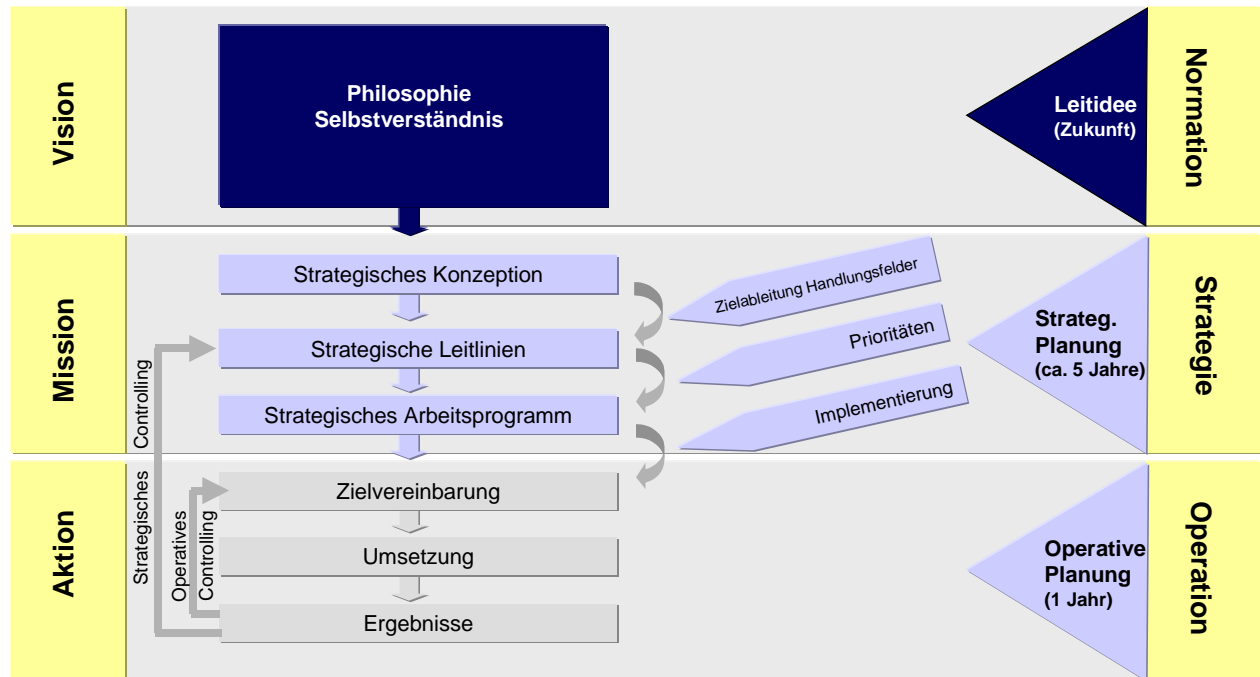 Vision
Philosophie
Selbstverständnis
Leitidee
(Zukunft)
Normation
Mission
Strategisches Konzeption
Strategische Leitlinien
Strategisches Arbeitsprogramm
Zielableitung Handlungsfelder
Prioritäten
Implementierung
Strateg.
Planung
(ca. 5 Jahre)
Strategie
Aktion
Strategisches Controlling
Operatives
Controlling
Zielvereinbarung
Umsetzung
Ergebnisse
Operative
Planung
(1 Jahr)
Operation